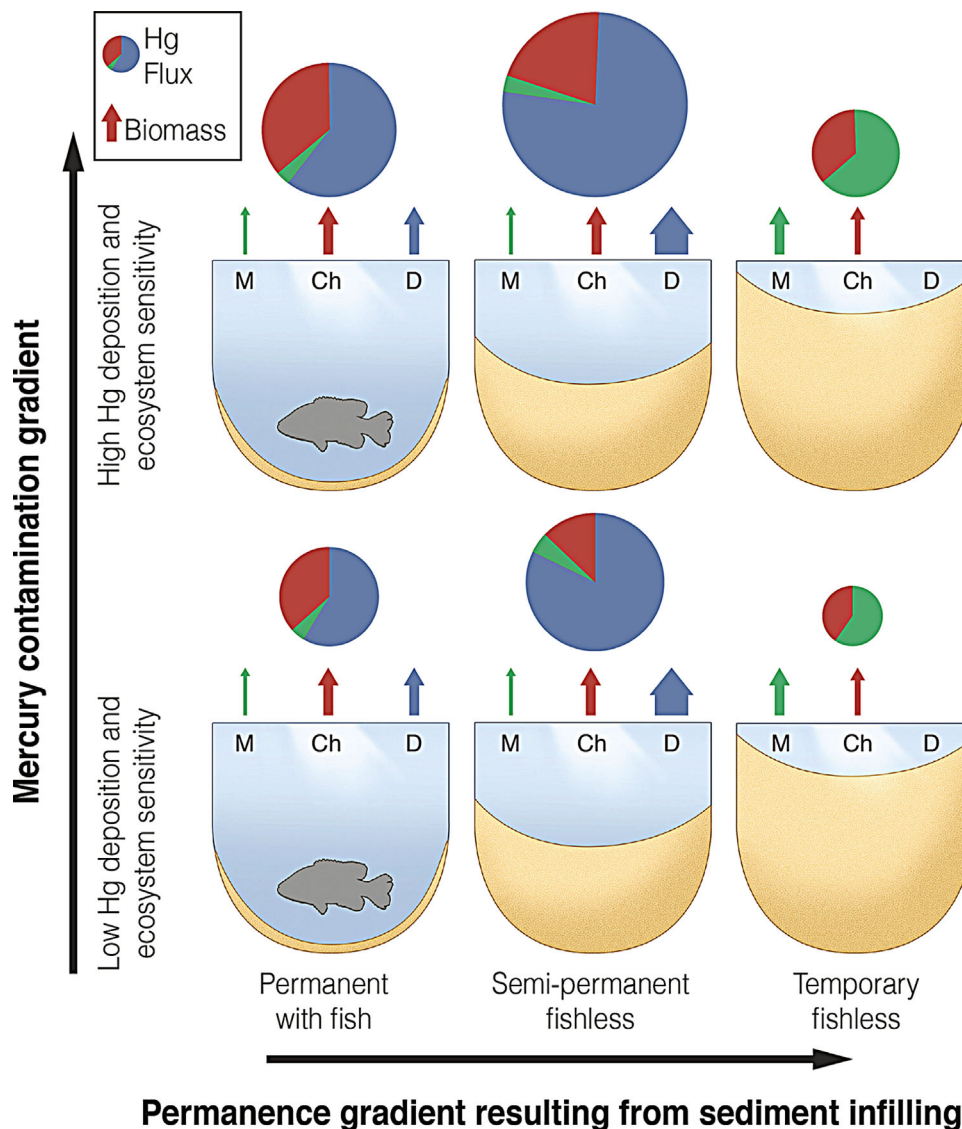 Hg
Flux
Biomass
Mercury contamination gradient
High Hg deposition and
ecosystem sensitivity
M Ch D
M Ch D
M Ch D
Low Hg deposition and
ecosystem sensitivity
M Ch D
M Ch D
M Ch D
Permanent
with fish
Semi-permanent
fishless
Temporary
fishless
Permanence gradient resulting from sediment infilling